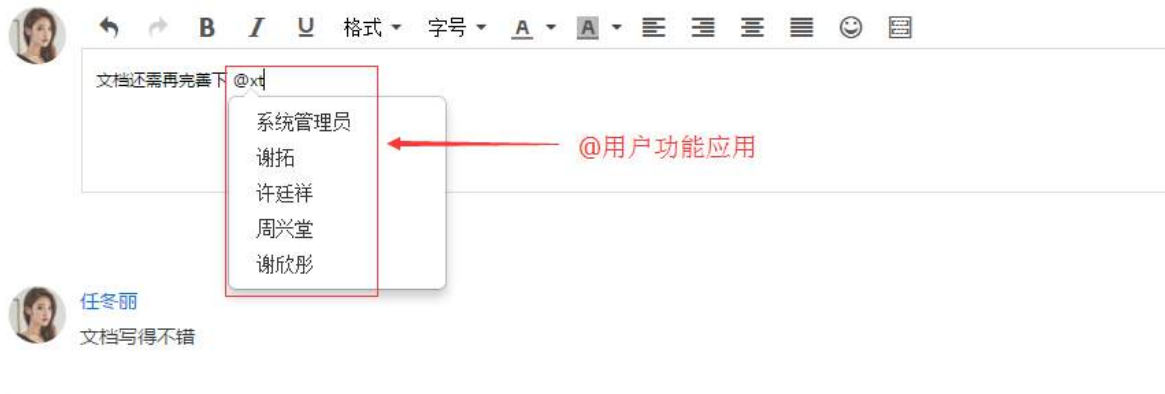 B I U 格式 字号 A A
文档还需再完善下 @xt
系统管理员
谢拓
许廷祥
周兴堂
谢欣彤
@用户功能应用
任冬丽
文档写得不错